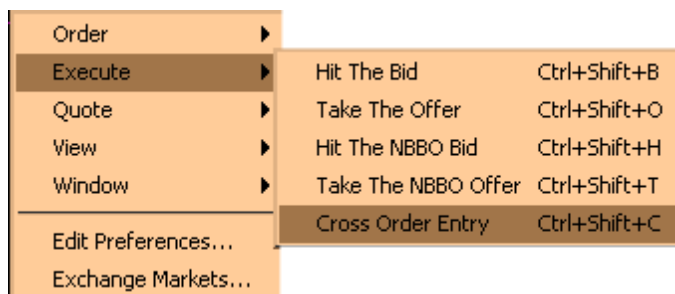 Order
Execute
Quote
View
Window
Edit Preferences...
Exchange Markets...
Hit The Bid Ctrl+Shift+B
Take The Offer Ctrl+Shift+O
Hit The NBBO Bid Ctrl+Shift+H
Take The NBBO Offer Ctrl+Shift+T
Cross Order Entry Ctrl+Shift+C